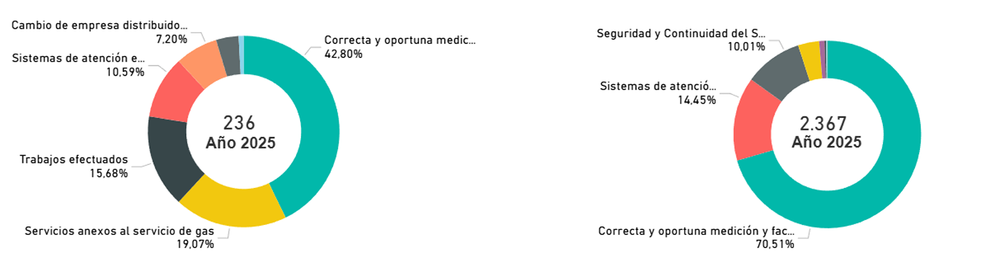 Cambio de empresa distribuido...
7,20%
Sistemas de atención e...
10,59%
Trabajos efectuados
15,68%
Servicios anexos al servicio de gas
19,07%
Correcta y oportuna medic...
42,80%
236
Año 2025
Seguridad y Continuidad del S...
10,01%
Sistemas de atenció...
14,45%
Correcta y oportuna medición y fac...
70,51%
2.367
Año 2025